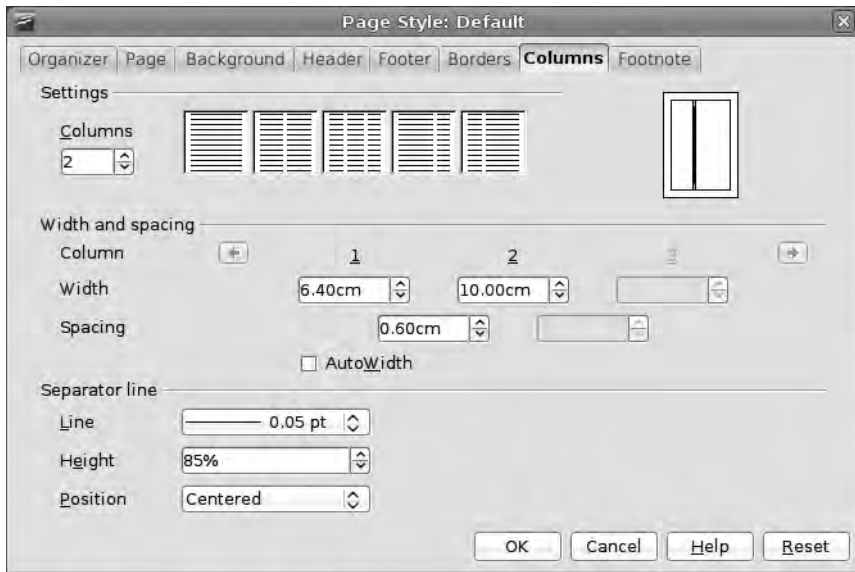 Page Style: Default
Organizer Page Background Header Footer Borders Columns Footnote
Settings
Columns
2
Width and spacing
Column 1 2 3
Width 6.40cm 10.00cm
Spacing 0.60cm
AutoWidth
Separator line
Line 0.05 pt
Height 85%
Position Centered
OK Cancel Help Reset